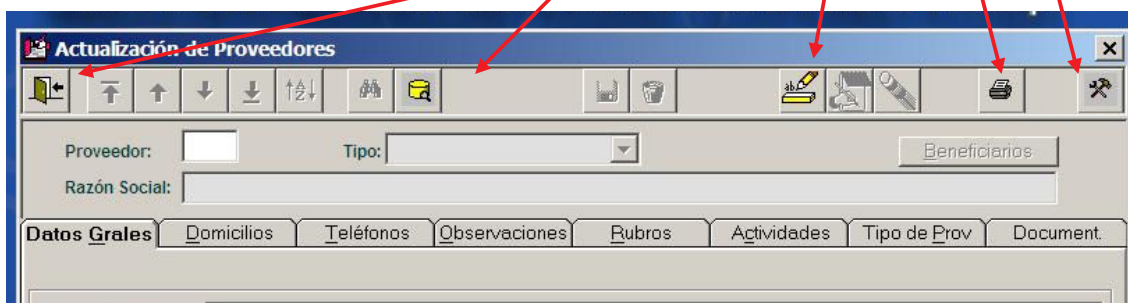 Actualización de Proveedores
Proveedor:
Tipo:
Beneficiarios
Razón Social:
Datos Grales
Domicilios
Teléfonos
Observaciones
Rubros
Actividades
Tipo de Prov
Document.